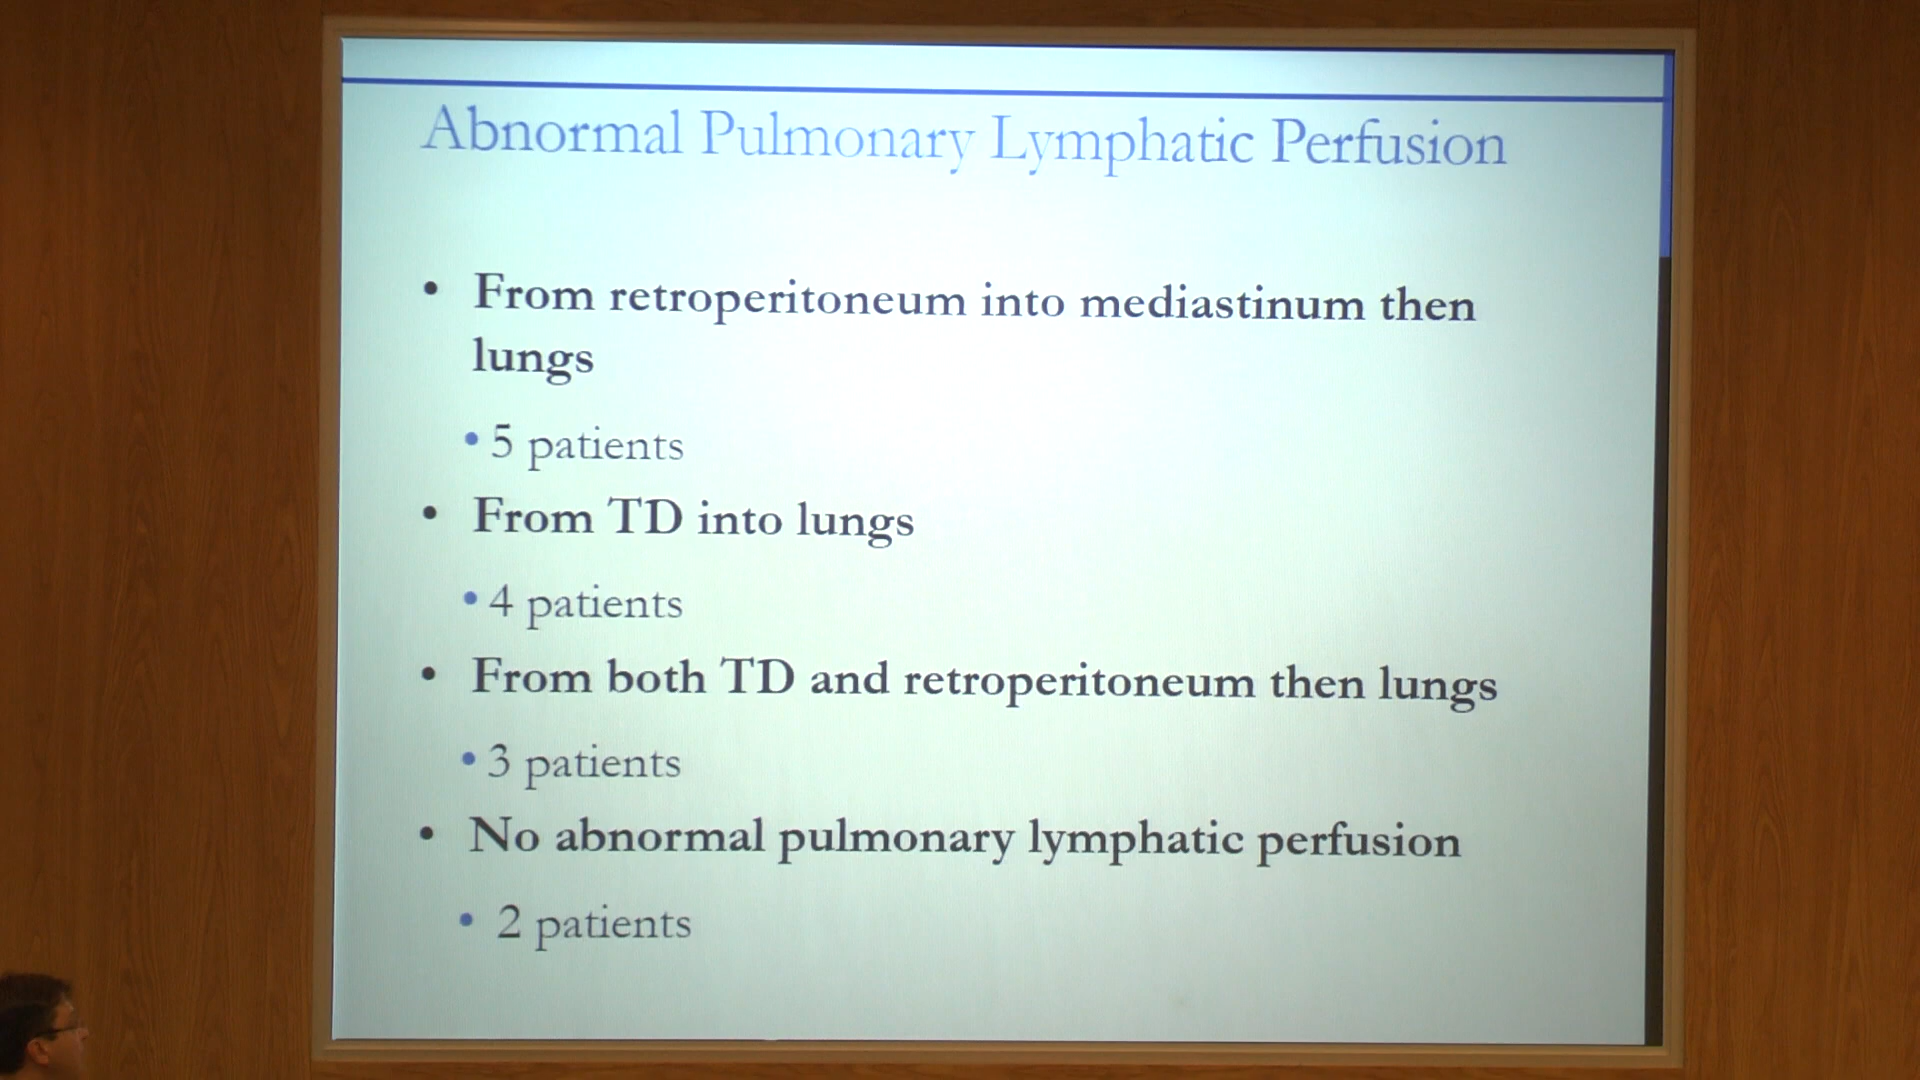 Abnormal Pulmonary Lymphatic Perfusion
• From retroperitoneum into mediastinum then
lungs
• 5 patients
• From TD into lungs
• 4 patients
• From both TD and retroperitoneum then lungs
• 3 patients
• No abnormal pulmonary lymphatic perfusion
• 2 patients